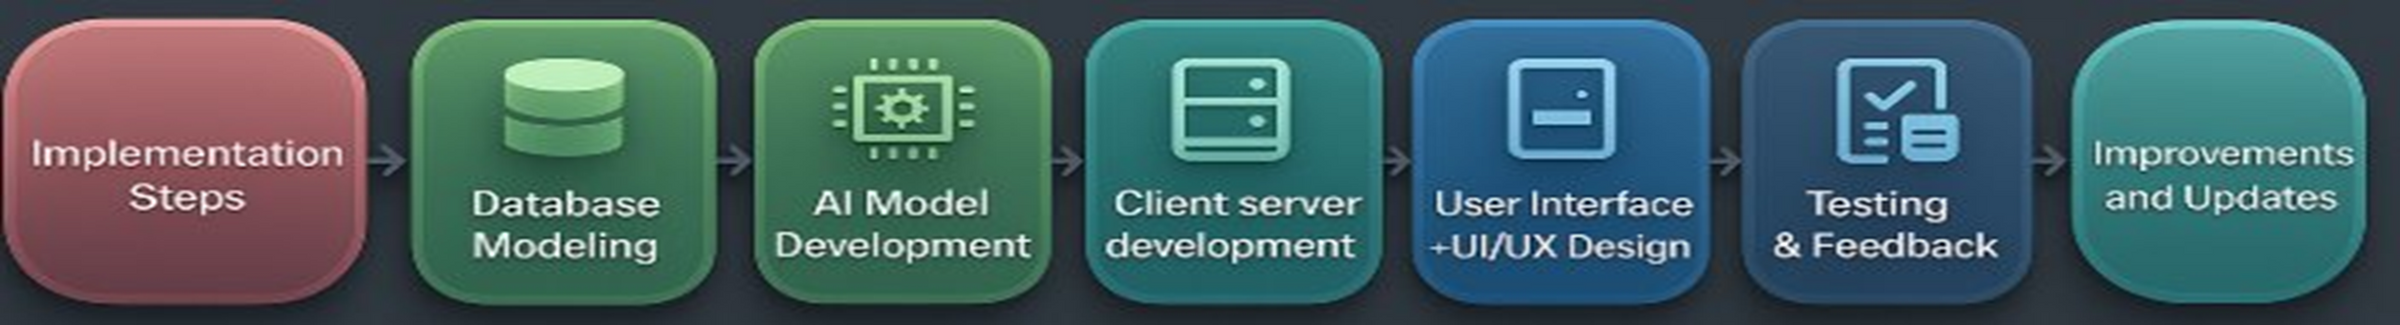 Implementation
Steps
Database
Modeling
AI Model
Development
Client server
development
User Interface
+UI/UX Design
Testing
& Feedback
Improvements
and Updates